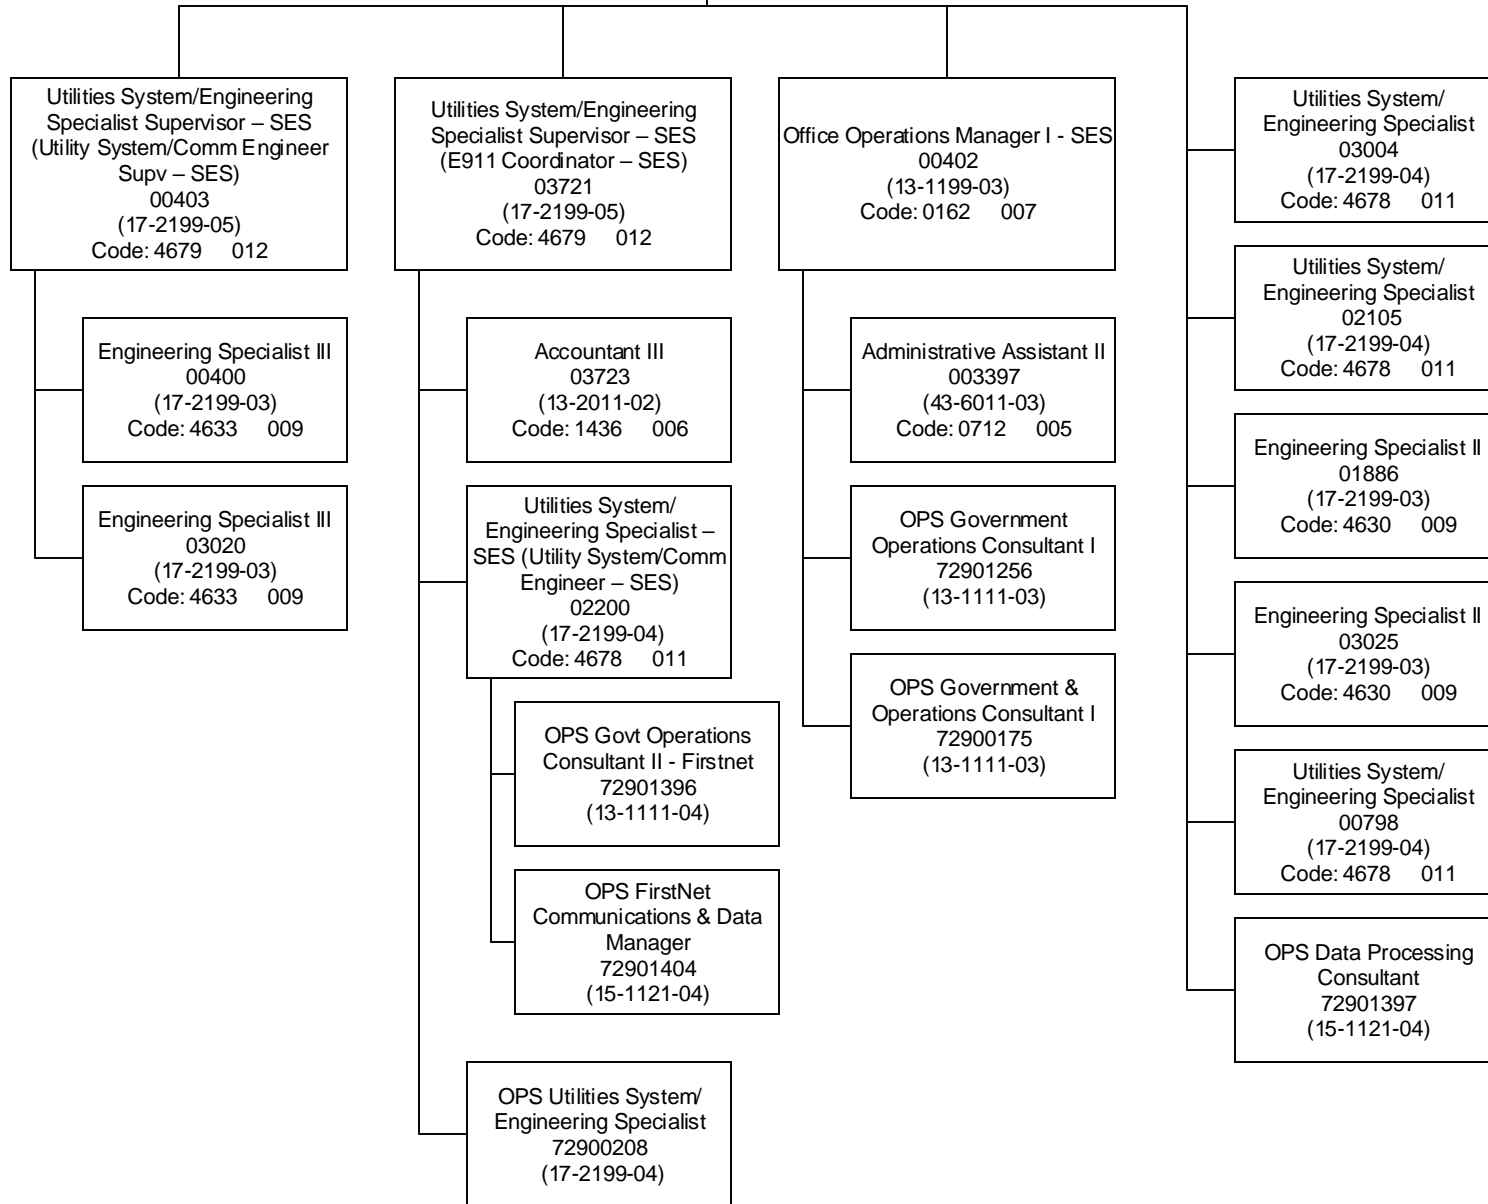 Utilities System/Engineering
Specialist Supervisor – SES
(Utility System/Comm Engineer
Supv – SES)
00403
(17-2199-05)
Code: 4679 012
Engineering Specialist III
00400
(17-2199-03)
Code: 4633 009
Engineering Specialist III
03020
(17-2199-03)
Code: 4633 009
Utilities System/Engineering
Specialist Supervisor – SES
(E911 Coordinator – SES)
03721
(17-2199-05)
Code: 4679 012
Accountant III
03723
(13-2011-02)
Code: 1436 006
Utilities System/
Engineering Specialist –
SES (Utility System/Comm
Engineer – SES)
02200
(17-2199-04)
Code: 4678 011
OPS Govt Operations
Consultant II - Firstnet
72901396
(13-1111-04)
OPS FirstNet
Communications & Data
Manager
72901404
(15-1121-04)
OPS Utilities System/
Engineering Specialist
72900208
(17-2199-04)
Office Operations Manager I - SES
00402
(13-1199-03)
Code: 0162 007
Administrative Assistant II
003397
(43-6011-03)
Code: 0712 005
OPS Government
Operations Consultant I
72901256
(13-1111-03)
OPS Government &
Operations Consultant I
72900175
(13-1111-03)
Utilities System/
Engineering Specialist
03004
(17-2199-04)
Code: 4678 011
Utilities System/
Engineering Specialist
02105
(17-2199-04)
Code: 4678 011
Engineering Specialist II
01886
(17-2199-03)
Code: 4630 009
Engineering Specialist II
03025
(17-2199-03)
Code: 4630 009
Utilities System/
Engineering Specialist
00798
(17-2199-04)
Code: 4678 011
OPS Data Processing
Consultant
72901397
(15-1121-04)